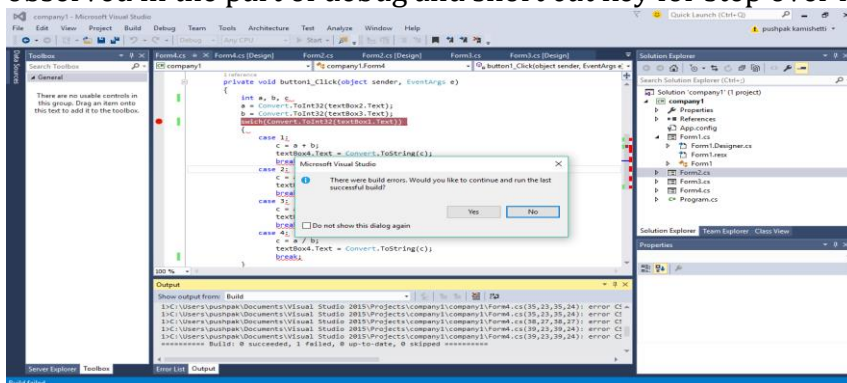 observed in the part of debug and short cut key for step over i
company1 - Microsoft Visual Studio
Quick Launch (Ctrl+Q)
File Edit View Project Build Debug Team Tools Architecture Test Analyze Window Help
pushpak kamishetti
Debug Any CPU Start
Toolbox
Search Toolbox
General
There are no usable controls in
this group. Drag an item onto
this text to add it to the toolbox.
Form4.cs Form4.cs [Design] Form2.cs Form2.cs [Design] Form3.cs Form3.cs [Design]
company1 company1.Form4 button1_Click(object sender, EventArgs e)
1 reference
private void button1_Click(object sender, EventArgs e)
{
int a, b, c
a = Convert.ToInt32(textBox2.Text);
b = Convert.ToInt32(textBox3.Text);
swich(Convert.ToInt32(textBox1.Text))
{
case 1:
c = a + b;
textBox4.Text = Convert.ToString(c);
break
case 2:
c =
text
brea
case 3:
c =
text
brea
case 4:
c = a / b;
textBox4.Text = Convert.ToString(c);
break;
}
100 %
Microsoft Visual Studio
There were build errors. Would you like to continue and run the last
successful build?
Yes No
Do not show this dialog again
Output
Show output from: Build
1>C:\Users\pushpak\Documents\Visual Studio 2015\Projects\company1\company1\Form4.cs(35,23,35,24): error CS
1>C:\Users\pushpak\Documents\Visual Studio 2015\Projects\company1\company1\Form4.cs(35,23,35,24): error CS
1>C:\Users\pushpak\Documents\Visual Studio 2015\Projects\company1\company1\Form4.cs(38,27,38,27): error CS
1>C:\Users\pushpak\Documents\Visual Studio 2015\Projects\company1\company1\Form4.cs(39,23,39,24): error CS
1>C:\Users\pushpak\Documents\Visual Studio 2015\Projects\company1\company1\Form4.cs(39,23,39,24): error CS
========== Build: 0 succeeded, 1 failed, 0 up-to-date, 0 skipped ==========
Error List Output
Server Explorer Toolbox
Solution Explorer
Search Solution Explorer (Ctrl+;)
Solution 'company1' (1 project)
company1
Properties
References
App.config
Form1.cs
Form1.Designer.cs
Form1.resx
Form1
Form2.cs
Form3.cs
Form4.cs
Program.cs
Solution Explorer Team Explorer Class View
Properties